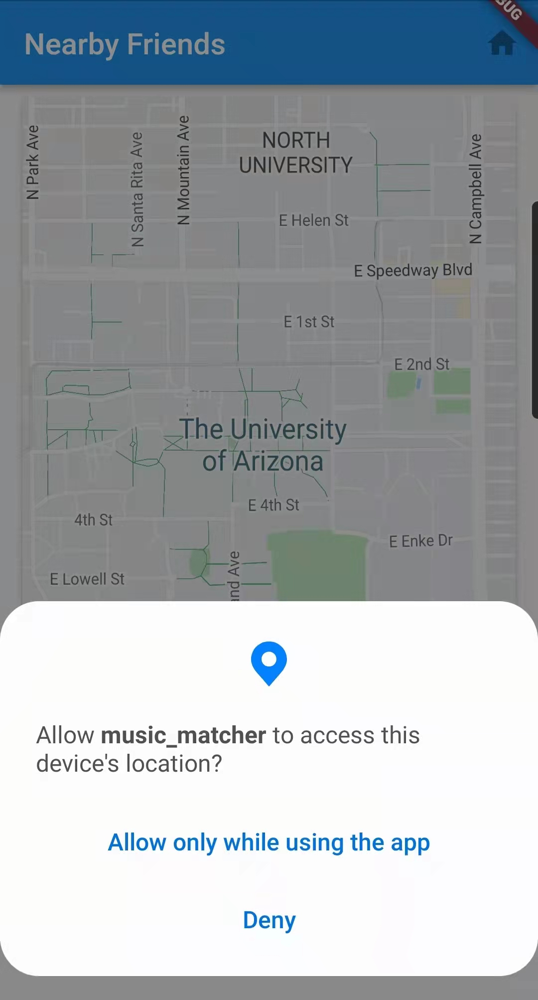 BUG
Nearby Friends
N Park Ave
N Santa Rita Ave
N Mountain Ave
NORTH
UNIVERSITY
N Campbell Ave
E Helen St
E Speedway Blvd
E 1st St
E 2nd St
The University
of Arizona
E 4th St
4th St
E Enke Dr
and Ave
E Lowell St
Allow music_matcher to access this
device's location?
Allow only while using the app
Deny